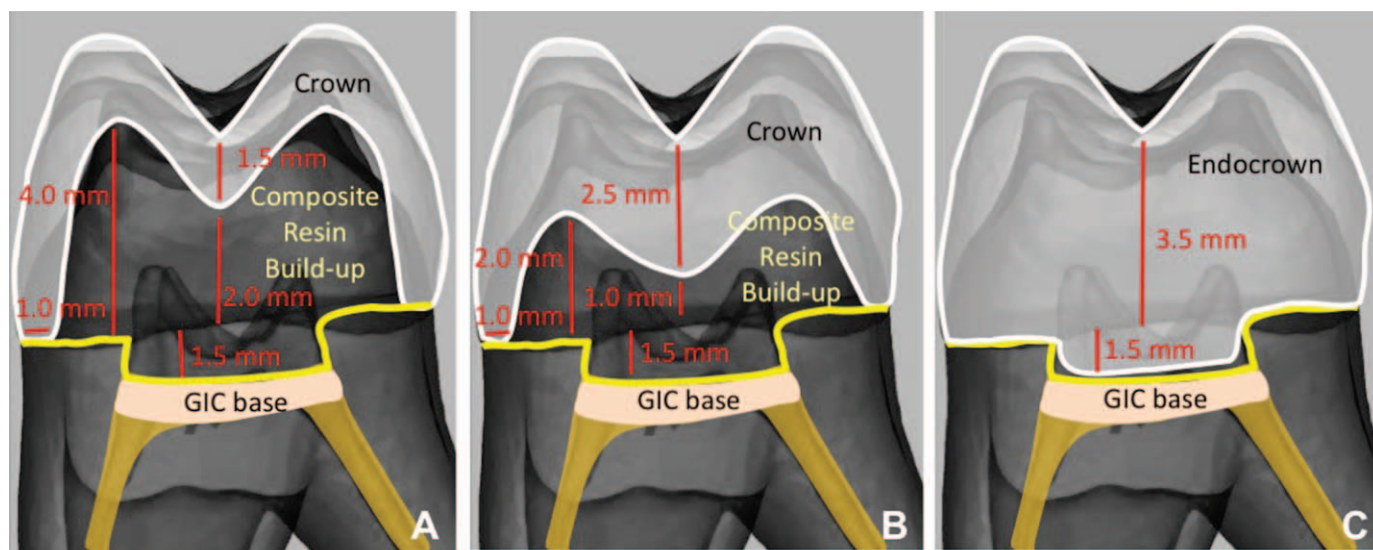 Crown
1.5 mm
4.0 mm
Composite
Resin
Build-up
2.0 mm
1.0 mm
1.5 mm
GIC base
A
Crown
2.5 mm
Composite
Resin
Build-up
2.0 mm
1.0 mm
1.0 mm
1.5 mm
GIC base
B
Endocrown
3.5 mm
1.5 mm
GIC base
C